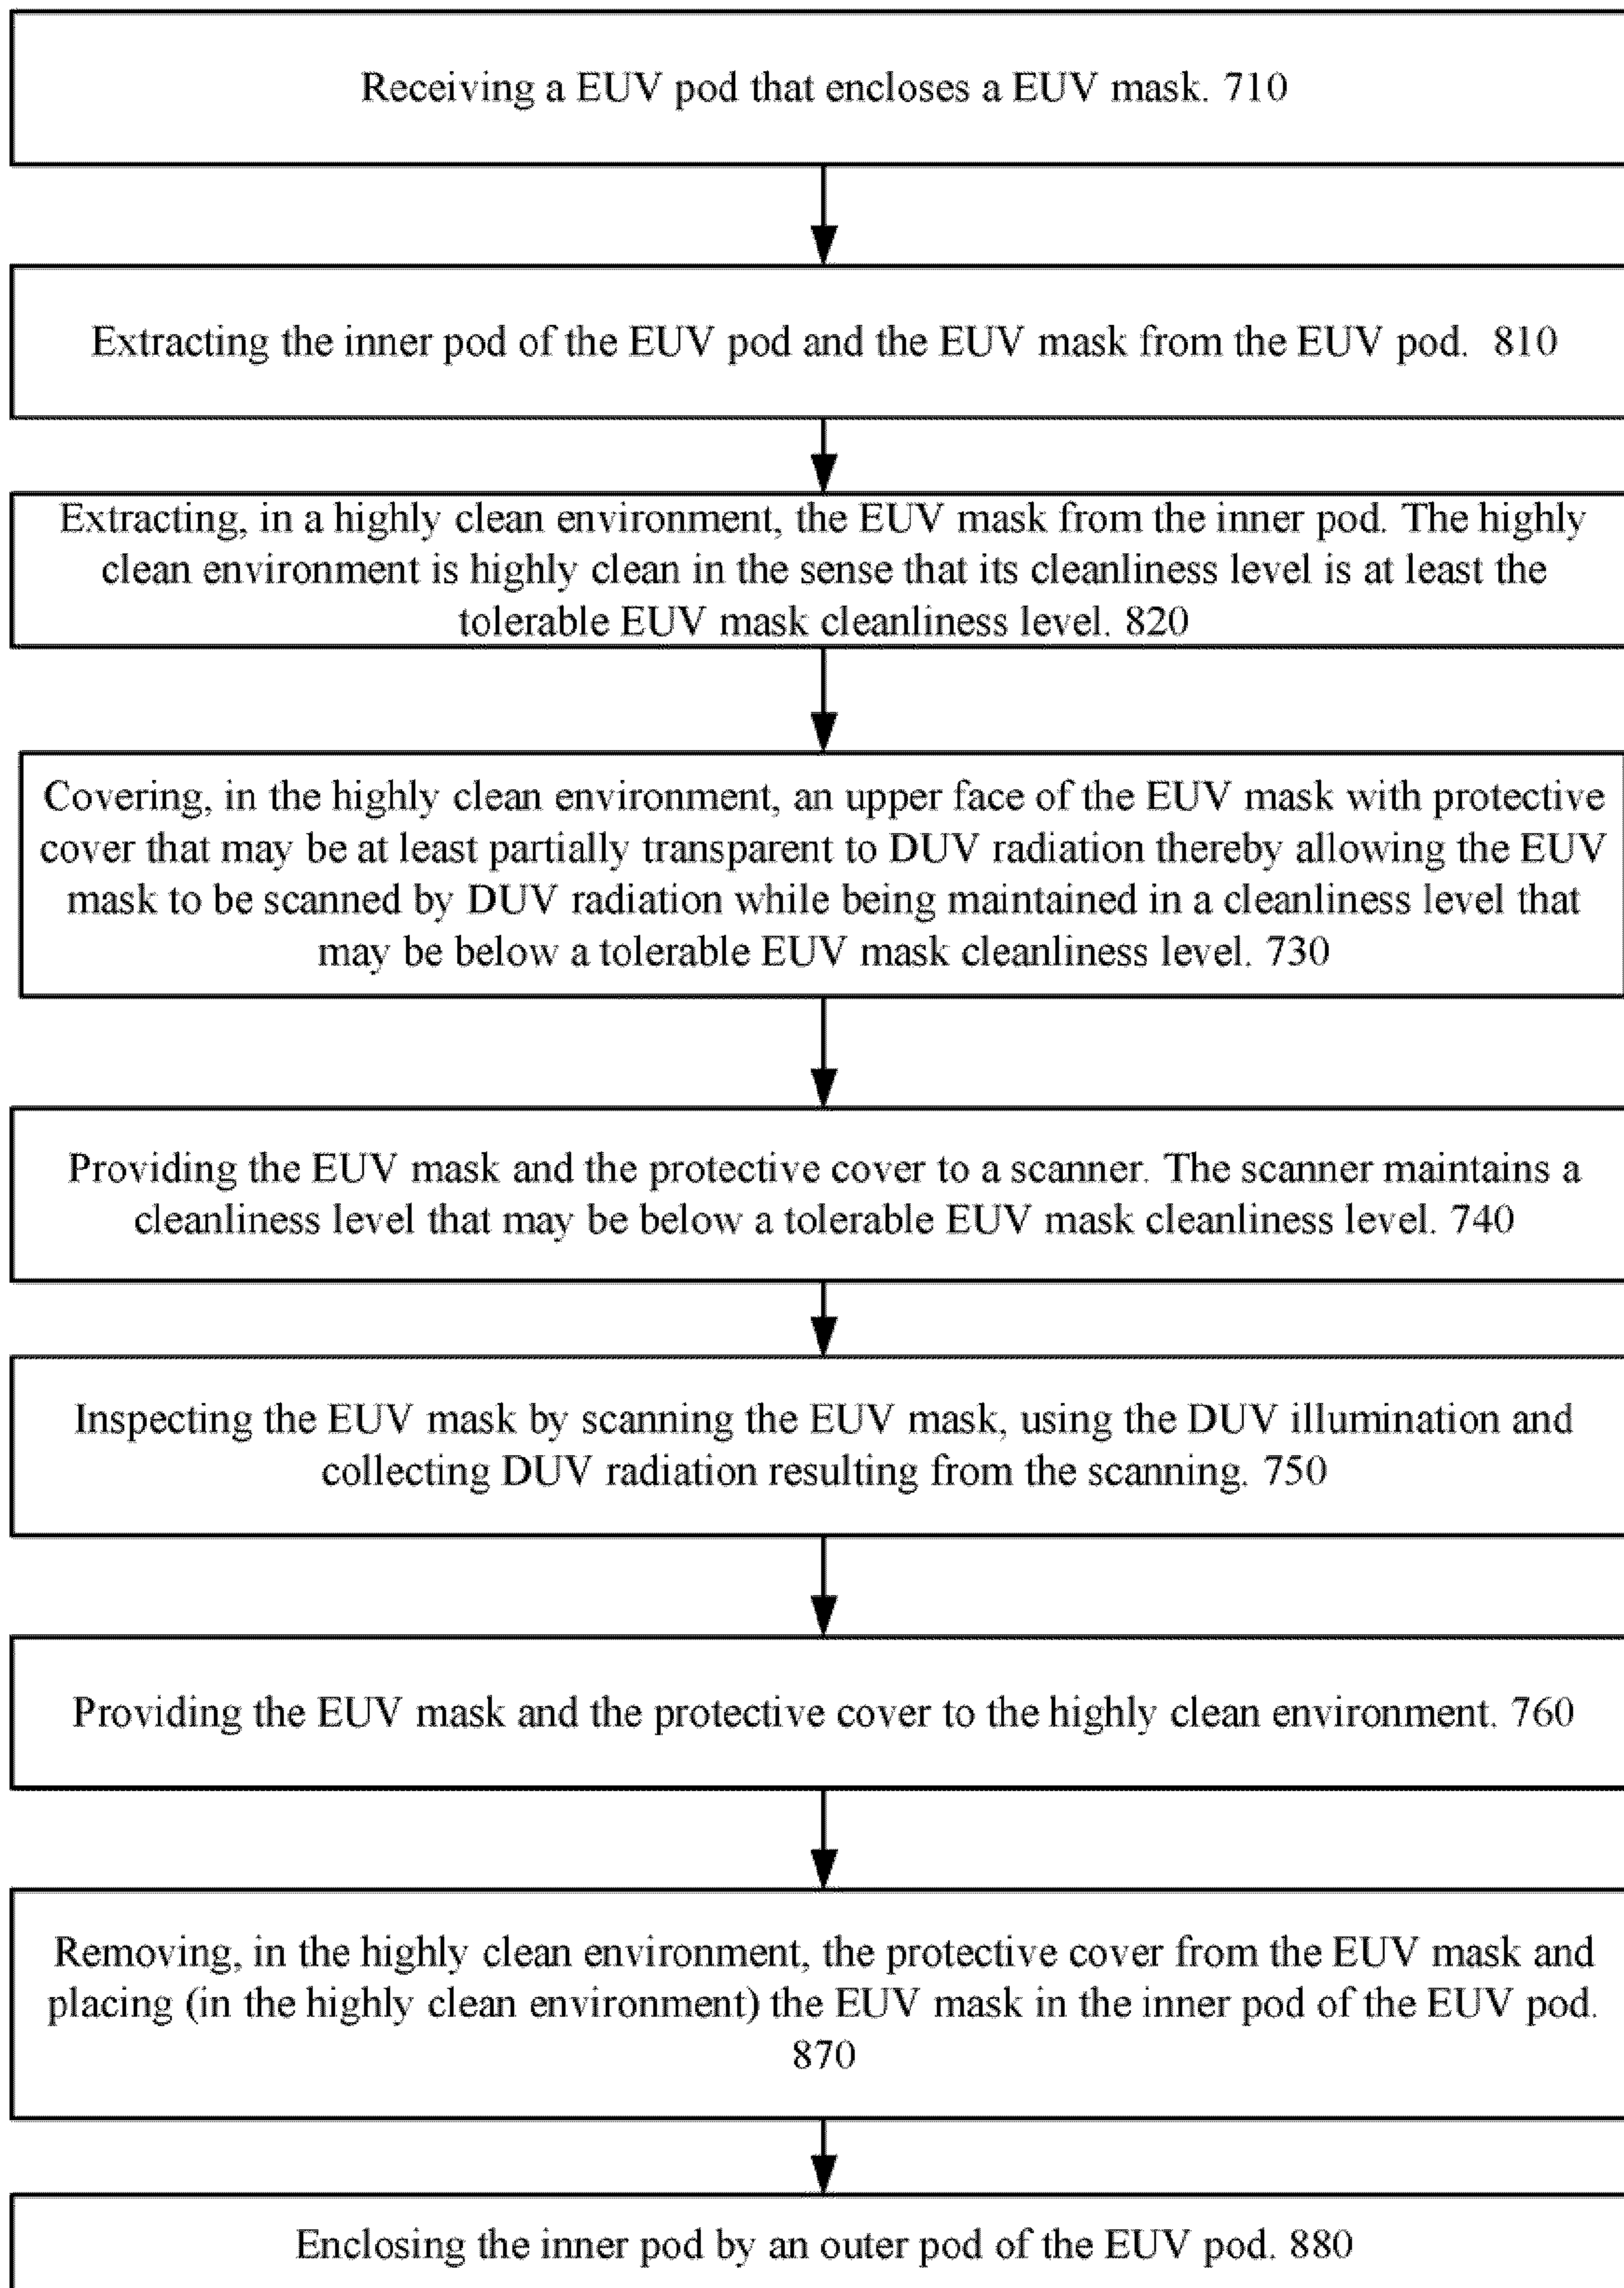 Receiving a EUV pod that encloses a EUV mask. 710
Extracting the inner pod of the EUV pod and the EUV mask from the EUV pod. 810
Extracting, in a highly clean environment, the EUV mask from the inner pod. The highly
clean environment is highly clean in the sense that its cleanliness level is at least the
tolerable EUV mask cleanliness level. 820
Covering, in the highly clean environment, an upper face of the EUV mask with protective
cover that may be at least partially transparent to DUV radiation thereby allowing the EUV
mask to be scanned by DUV radiation while being maintained in a cleanliness level that
may be below a tolerable EUV mask cleanliness level. 730
Providing the EUV mask and the protective cover to a scanner. The scanner maintains a
cleanliness level that may be below a tolerable EUV mask cleanliness level. 740
Inspecting the EUV mask by scanning the EUV mask, using the DUV illumination and
collecting DUV radiation resulting from the scanning. 750
Providing the EUV mask and the protective cover to the highly clean environment. 760
Removing, in the highly clean environment, the protective cover from the EUV mask and
placing (in the highly clean environment) the EUV mask in the inner pod of the EUV pod.
870
Enclosing the inner pod by an outer pod of the EUV pod. 880